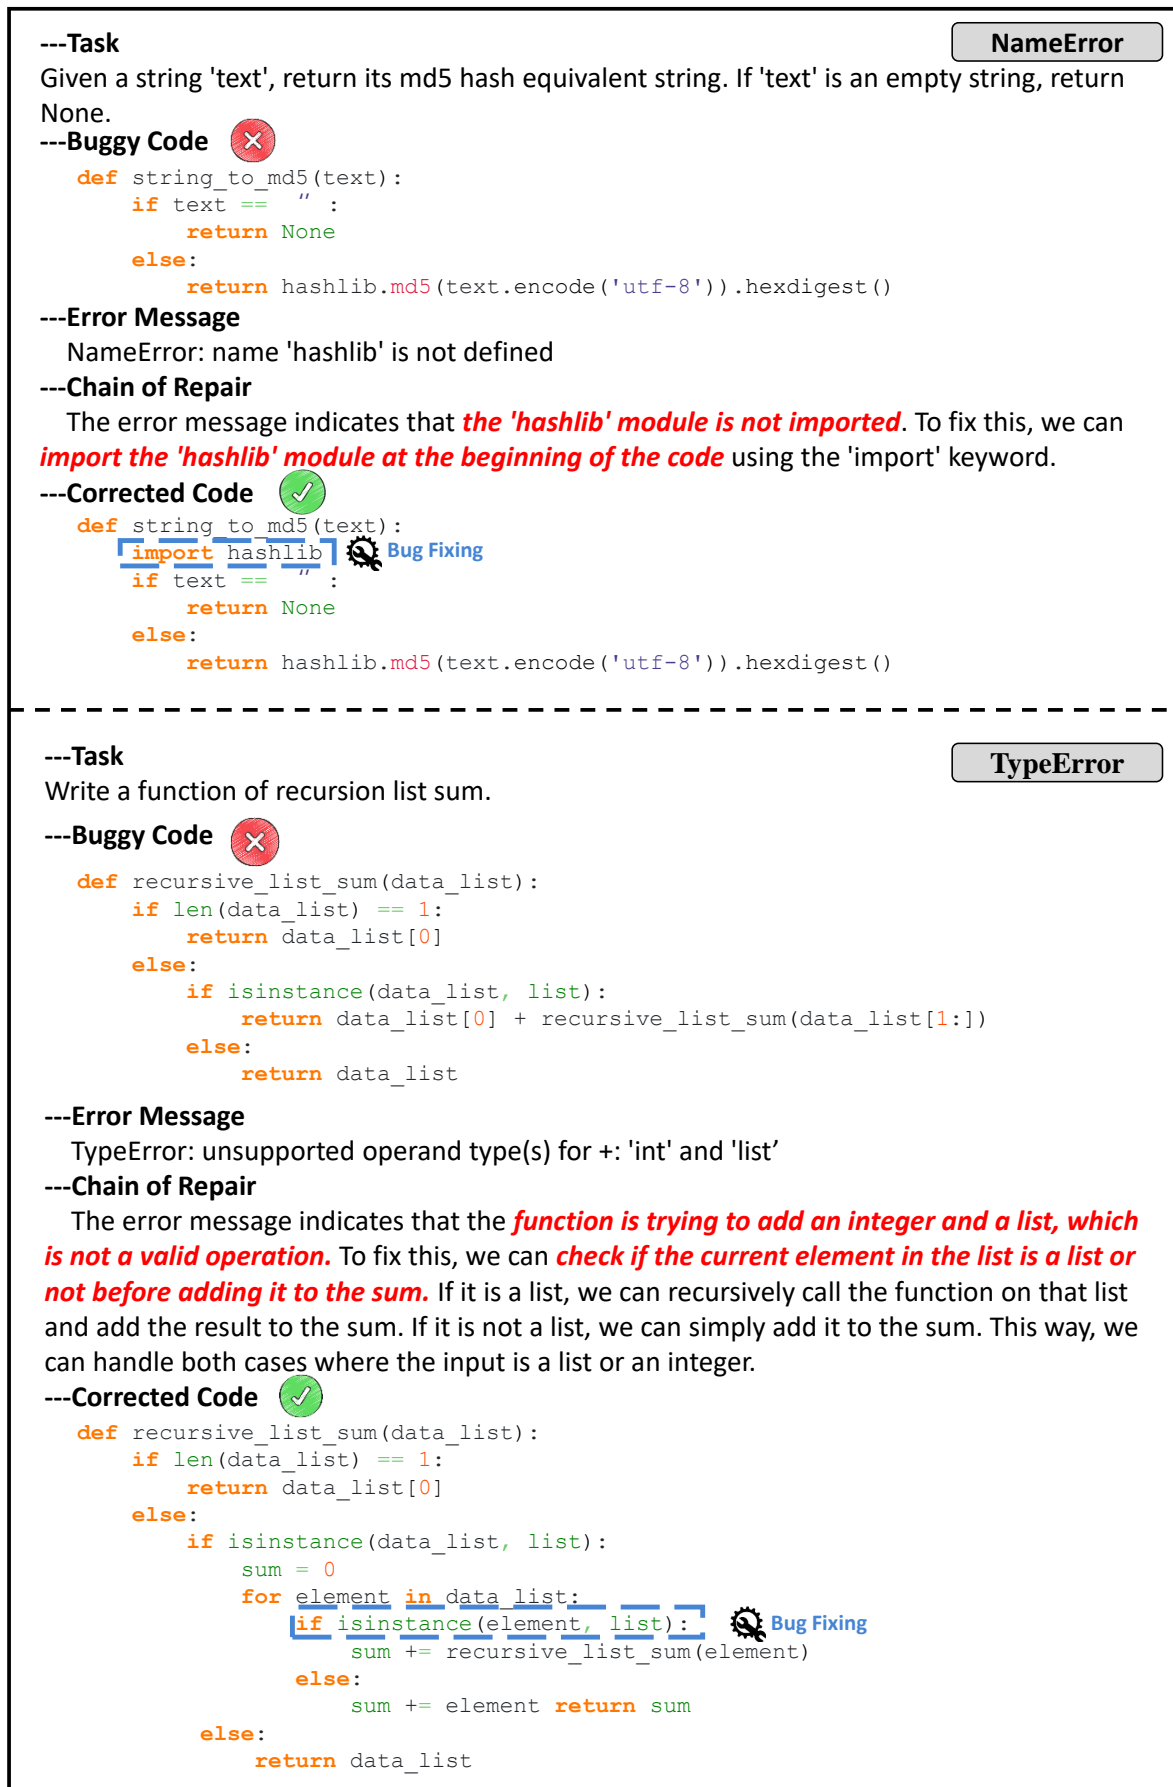 ---Task
NameError
Given a string 'text', return its md5 hash equivalent string. If 'text' is an empty string, return
None.
---Buggy Code
def string_to_md5(text):
    if text == “ :
        return None
    else:
        return hashlib.md5(text.encode('utf-8')).hexdigest()
---Error Message
NameError: name 'hashlib' is not defined
---Chain of Repair
The error message indicates that the 'hashlib' module is not imported. To fix this, we can
import the 'hashlib' module at the beginning of the code using the 'import' keyword.
---Corrected Code
def string_to_md5(text):
    import hashlib Bug Fixing
    if text == “ :
        return None
    else:
        return hashlib.md5(text.encode('utf-8')).hexdigest()
---Task
TypeError
Write a function of recursion list sum.
---Buggy Code
def recursive_list_sum(data_list):
    if len(data_list) == 1:
        return data_list[0]
    else:
        if isinstance(data_list, list):
            return data_list[0] + recursive_list_sum(data_list[1:])
        else:
            return data_list
---Error Message
TypeError: unsupported operand type(s) for +: 'int' and 'list’
---Chain of Repair
The error message indicates that the function is trying to add an integer and a list, which
is not a valid operation. To fix this, we can check if the current element in the list is a list or
not before adding it to the sum. If it is a list, we can recursively call the function on that list
and add the result to the sum. If it is not a list, we can simply add it to the sum. This way, we
can handle both cases where the input is a list or an integer.
---Corrected Code
def recursive_list_sum(data_list):
    if len(data_list) == 1:
        return data_list[0]
    else:
        if isinstance(data_list, list):
            sum = 0
            for element in data_list:
                if isinstance(element, list): Bug Fixing
                    sum += recursive_list_sum(element)
                else:
                    sum += element return sum
        else:
            return data_list